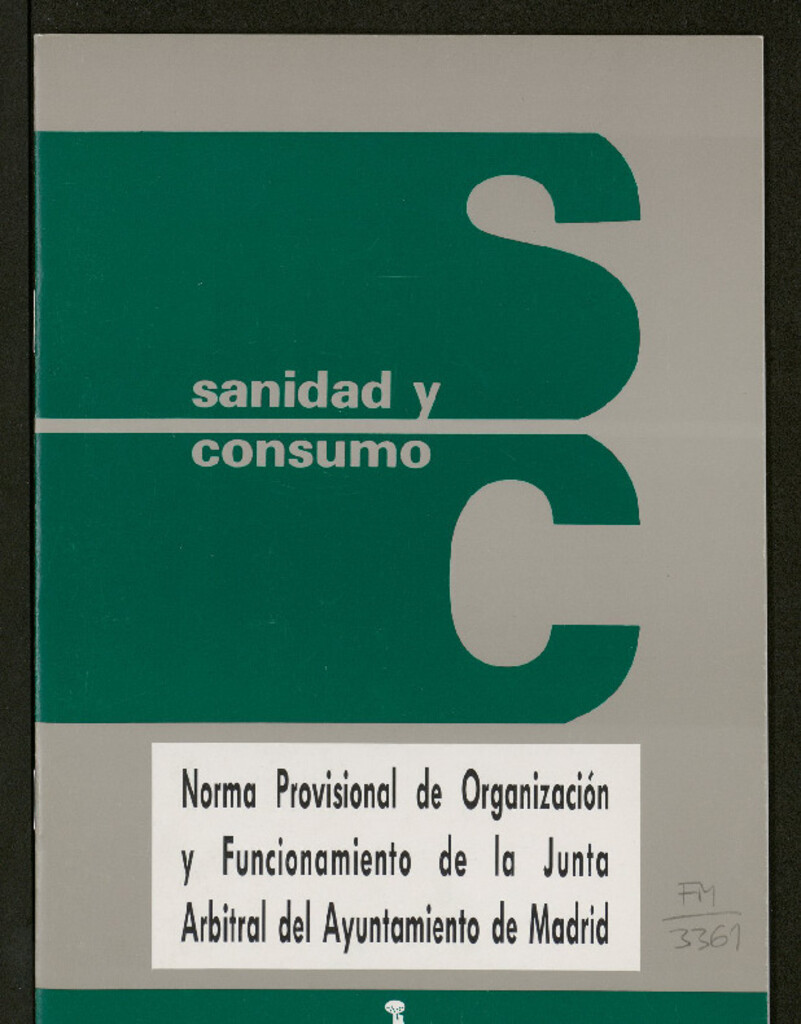 S
sanidad y
consumo
C
Norma Provisional de Organización
y Funcionamiento de la Junta
Arbitral del Ayuntamiento de Madrid
FM
3361